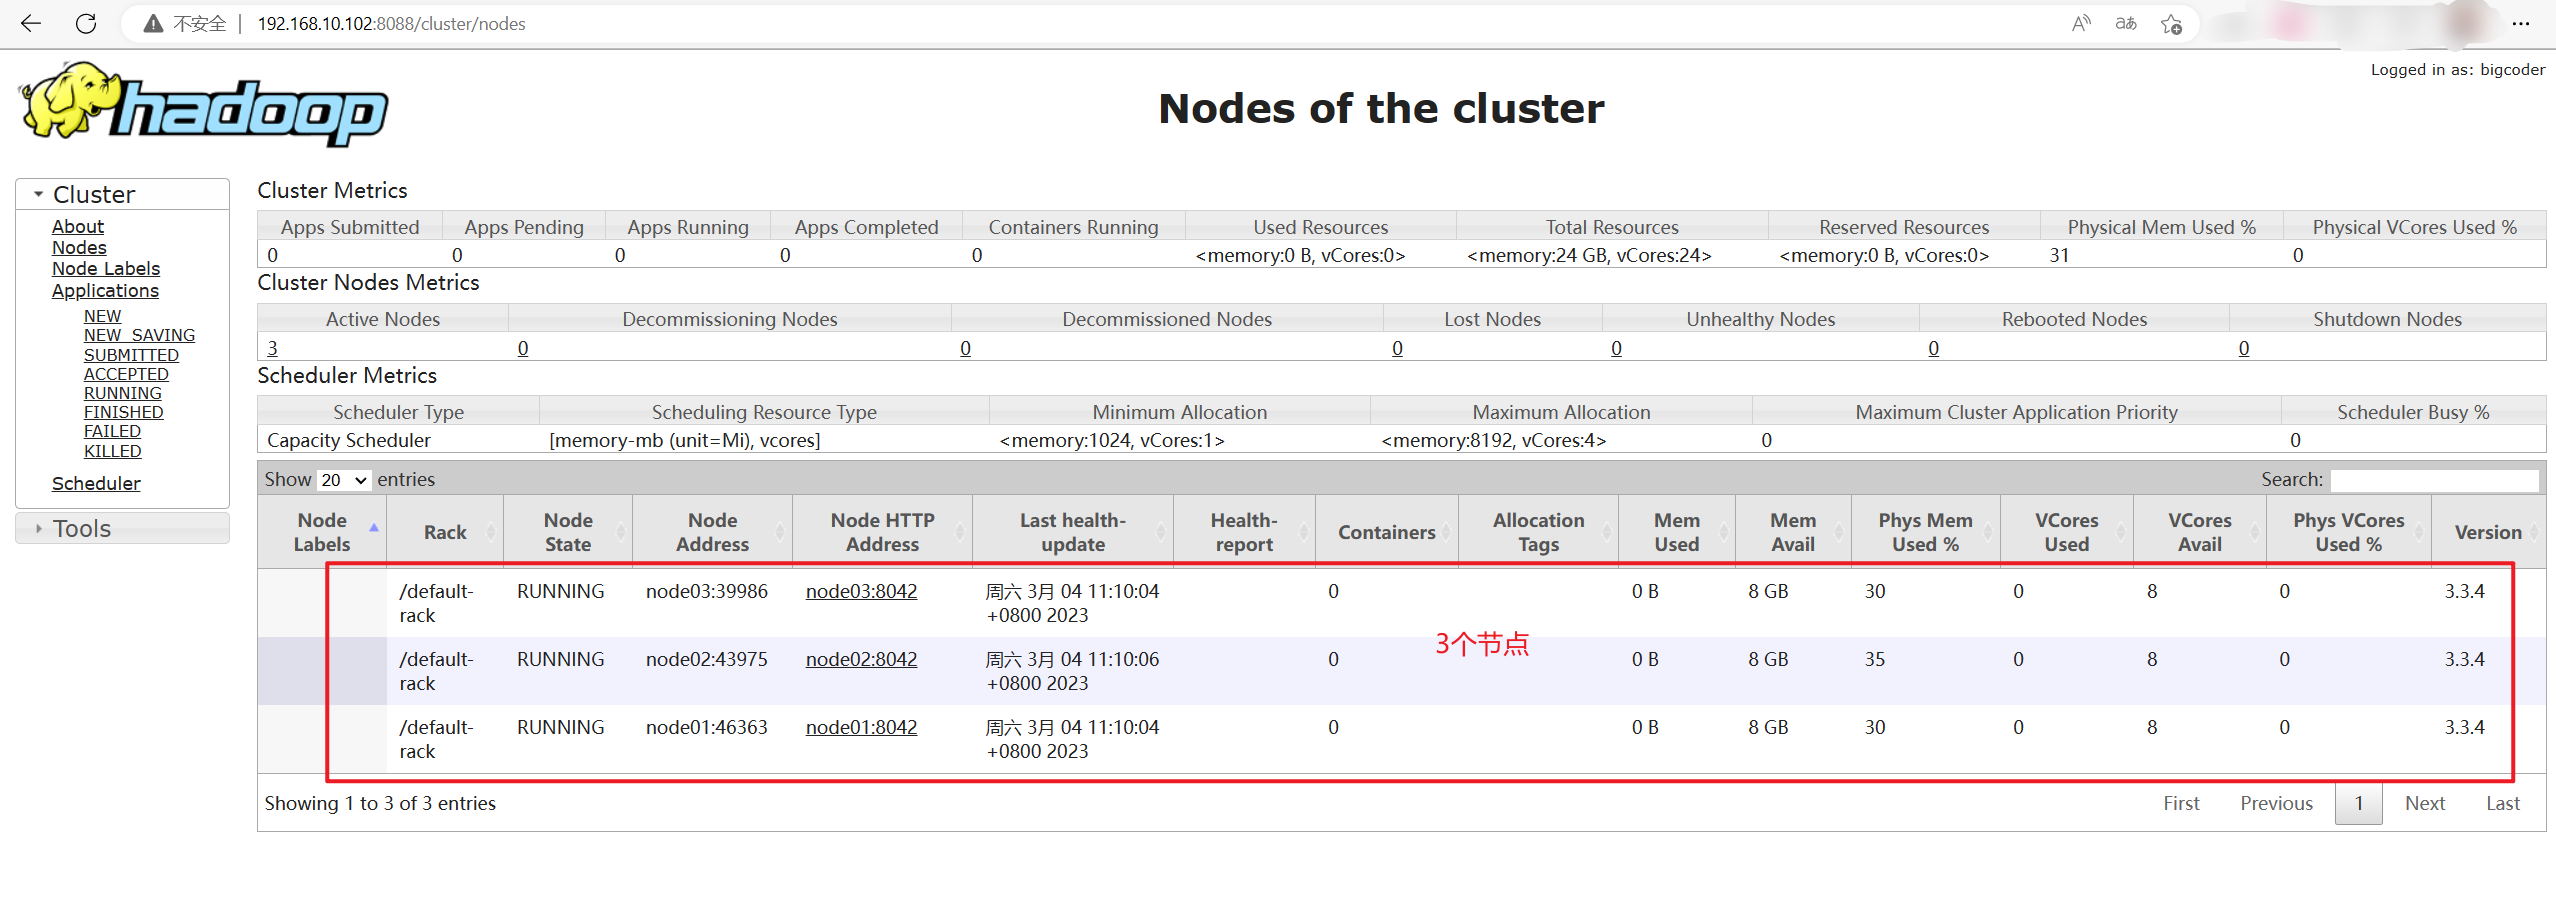 不安全 | 192.168.10.102:8088/cluster/nodes
Logged in as: bigcoder
hadoop
Nodes of the cluster
Cluster
About
Nodes
Node Labels
Applications
NEW
NEW_SAVING
SUBMITTED
ACCEPTED
RUNNING
FINISHED
FAILED
KILLED
Scheduler
Tools
Cluster Metrics
Apps Submitted Apps Pending Apps Running Apps Completed Containers Running Used Resources Total Resources Reserved Resources Physical Mem Used % Physical VCores Used %
0 0 0 0 0 <memory:0 B, vCores:0> <memory:24 GB, vCores:24> <memory:0 B, vCores:0> 31 0
Cluster Nodes Metrics
Active Nodes Decommissioning Nodes Decommissioned Nodes Lost Nodes Unhealthy Nodes Rebooted Nodes Shutdown Nodes
3 0 0 0 0 0 0
Scheduler Metrics
Scheduler Type Scheduling Resource Type Minimum Allocation Maximum Allocation Maximum Cluster Application Priority Scheduler Busy %
Capacity Scheduler [memory-mb (unit=Mi), vcores] <memory:1024, vCores:1> <memory:8192, vCores:4> 0 0
Show 20 entries Search:
Node Labels Rack Node State Node Address Node HTTP Address Last health-update Health-report Containers Allocation Tags Mem Used Mem Avail Phys Mem Used % VCores Used VCores Avail Phys VCores Used % Version
/default-rack RUNNING node03:39986 node03:8042 周六 3月 04 11:10:04 +0800 2023 0 0 B 8 GB 30 0 8 0 3.3.4
3个节点
/default-rack RUNNING node02:43975 node02:8042 周六 3月 04 11:10:06 +0800 2023 0 0 B 8 GB 35 0 8 0 3.3.4
/default-rack RUNNING node01:46363 node01:8042 周六 3月 04 11:10:04 +0800 2023 0 0 B 8 GB 30 0 8 0 3.3.4
Showing 1 to 3 of 3 entries First Previous 1 Next Last